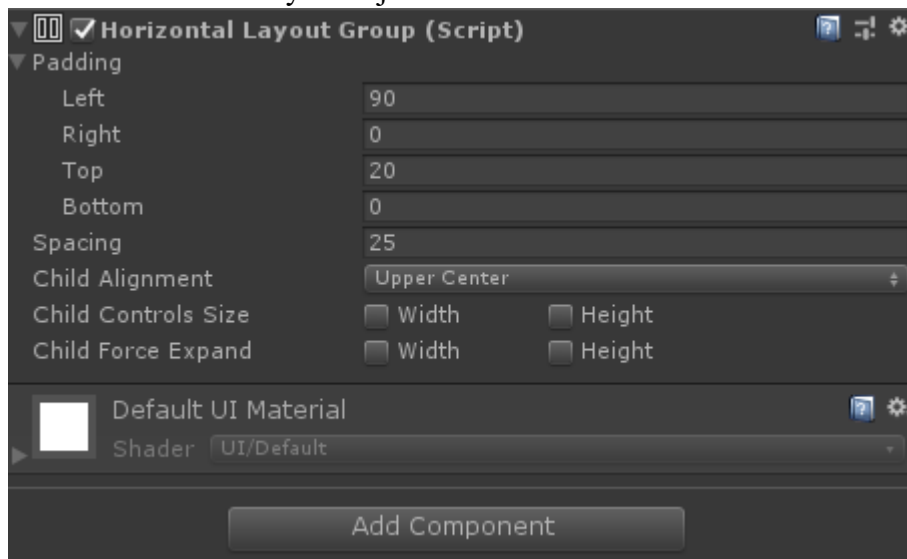 Horizontal Layout Group (Script)
Padding
Left 90
Right 0
Top 20
Bottom 0
Spacing 25
Child Alignment Upper Center
Child Controls Size Width Height
Child Force Expand Width Height
Default UI Material
Shader UI/Default
Add Component